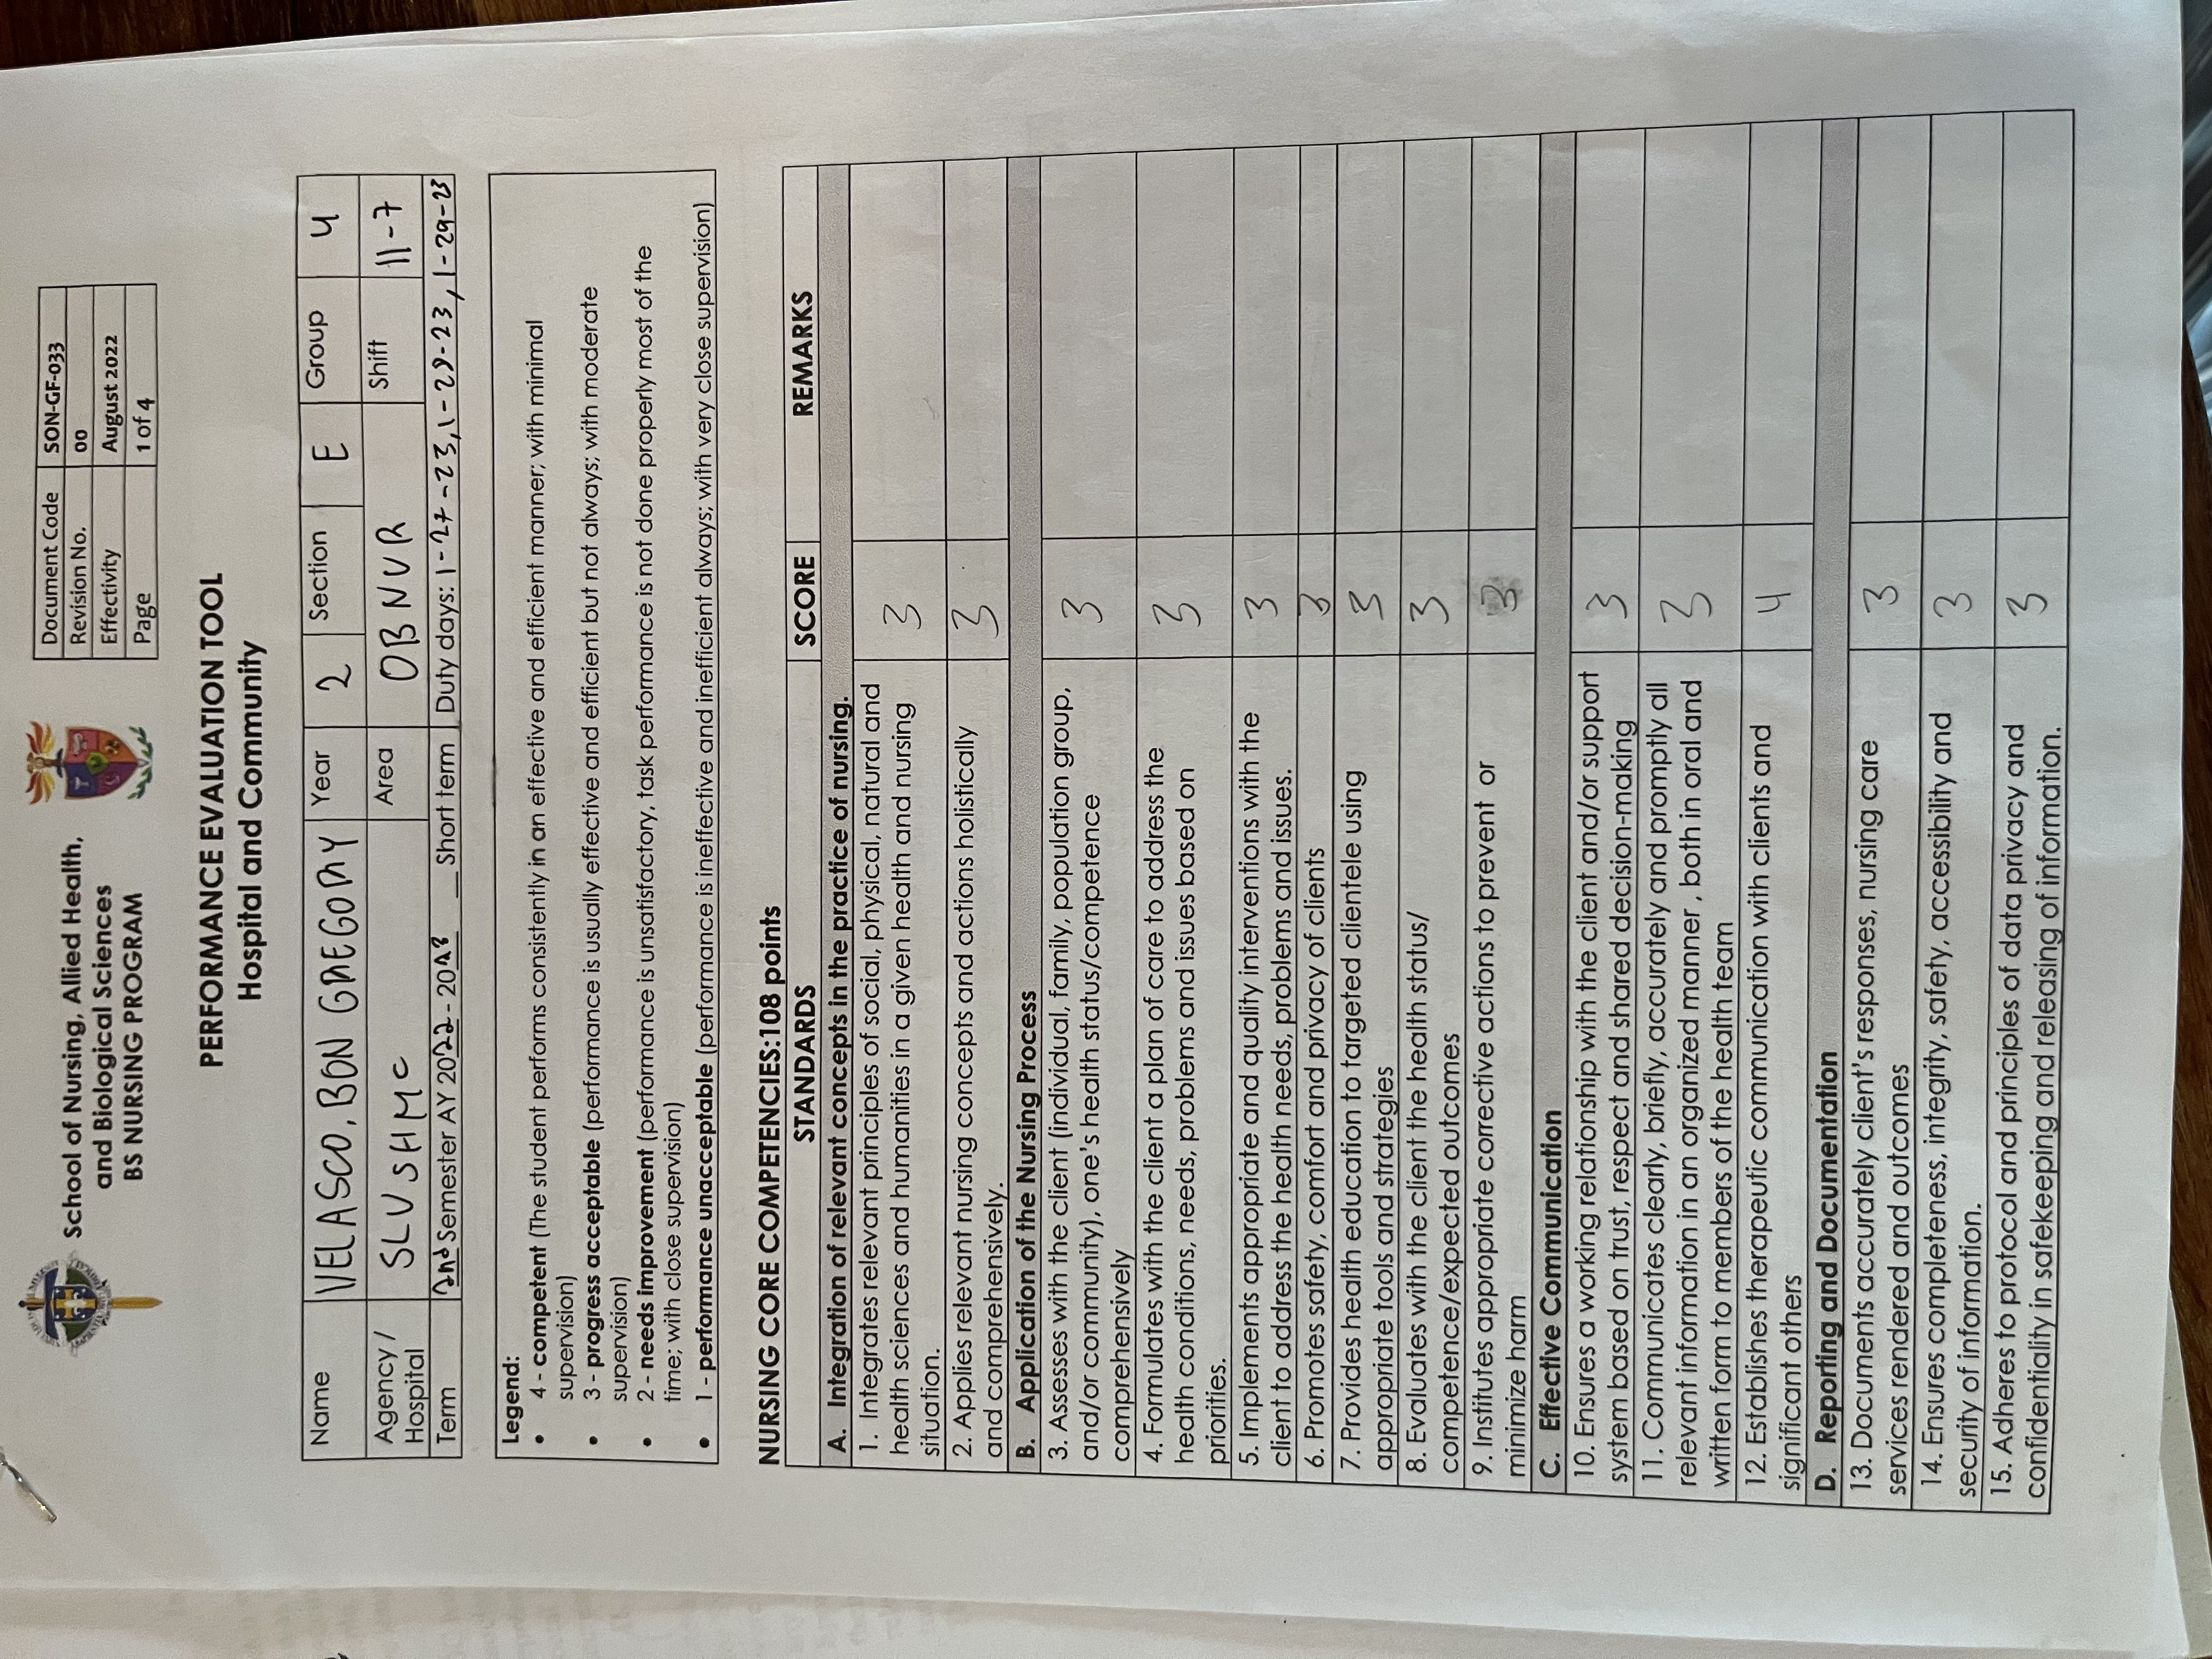 School of Nursing, Allied Health,
and Biological Sciences
BS NURSING PROGRAM
Document Code SON-GF-033
Revision No. 00
Effectivity August 2022
Page 1 of 4
PERFORMANCE EVALUATION TOOL
Hospital and Community
Name VELASCO, BON GREGORY Year 2 Section E Group 4
Agency / Hospital SLU SHMC Area OB NUR Shift 11-7
Term 2nd Semester AY 2022 - 20 __ Short term Duty days: 1-27-23, 1-28-23, 1-29-23
Legend:
• 4 - competent (The student performs consistently in an effective and efficient manner; with minimal
supervision)
• 3 - progress acceptable (performance is usually effective and efficient but not always; with moderate
supervision)
• 2 - needs improvement (performance is unsatisfactory, task performance is not done properly most of the
time; with close supervision)
• 1 - performance unacceptable (performance is ineffective and inefficient always; with very close supervision)
NURSING CORE COMPETENCIES:108 points
STANDARDS SCORE REMARKS
A. Integration of relevant concepts in the practice of nursing.
1. Integrates relevant principles of social, physical, natural and
health sciences and humanities in a given health and nursing 3
situation.
2. Applies relevant nursing concepts and actions holistically 3
and comprehensively.
B. Application of the Nursing Process
3. Assesses with the client (individual, family, population group,
and/or community), one's health status/competence 3
comprehensively
4. Formulates with the client a plan of care to address the
health conditions, needs, problems and issues based on 3
priorities.
5. Implements appropriate and quality interventions with the 3
client to address the health needs, problems and issues.
6. Promotes safety, comfort and privacy of clients 3
7. Provides health education to targeted clientele using 3
appropriate tools and strategies
8. Evaluates with the client the health status/ 3
competence/expected outcomes
9. Institutes appropriate corrective actions to prevent or 3
minimize harm
C. Effective Communication
10. Ensures a working relationship with the client and/or support 3
system based on trust, respect and shared decision-making
11. Communicates clearly, briefly, accurately and promptly all
relevant information in an organized manner , both in oral and 3
written form to members of the health team
12. Establishes therapeutic communication with clients and 4
significant others
D. Reporting and Documentation
13. Documents accurately client's responses, nursing care 3
services rendered and outcomes
14. Ensures completeness, integrity, safety, accessibility and 3
security of information.
15. Adheres to protocol and principles of data privacy and 3
confidentiality in safekeeping and releasing of information.